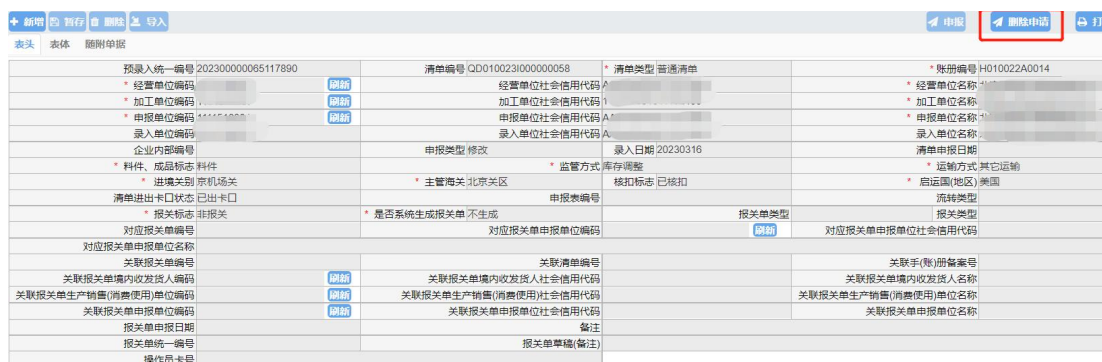 新增 暂存 删除 导入 申报 删除申请 打
表头 表体 随附单据
预录入统一编号 202300000065117890 清单编号 QD010023I000000058 * 清单类型 普通清单 * 账册编号 H010022A0014
* 经营单位编码 刷新 经营单位社会信用代码 * 经营单位名称
* 加工单位编码 刷新 加工单位社会信用代码 * 加工单位名称
* 申报单位编码 刷新 申报单位社会信用代码 * 申报单位名称
录入单位编码 录入单位社会信用代码 录入单位名称
企业内部编号 申报类型 修改 录入日期 20230316 清单申报日期
* 料件、成品标志 料件 * 监管方式 库存调整 * 运输方式 其它运输
* 进境关别 京机场关 * 主管海关 北京关区 核扣标志 已核扣 * 启运国(地区) 美国
清单进出卡口状态 已出卡口 申报表编号 流转类型
* 报关标志 非报关 * 是否系统生成报关单 不生成 报关单类型 报关类型
对应报关单编号 对应报关单申报单位编码 刷新 对应报关单申报单位社会信用代码
对应报关单申报单位名称
关联报关单编号 关联清单编号 关联手(账)册备案号
关联报关单境内收发货人编码 刷新 关联报关单境内收发货人社会信用代码 关联报关单境内收发货人名称
关联报关单生产销售(消费使用)单位编码 刷新 关联报关单生产销售(消费使用)社会信用代码 关联报关单生产销售(消费使用)单位名称
关联报关单申报单位编码 刷新 关联报关单申报单位社会信用代码 关联报关单申报单位名称
报关单申报日期 备注
报关单统一编号 报关单草稿(备注)
操作员卡号